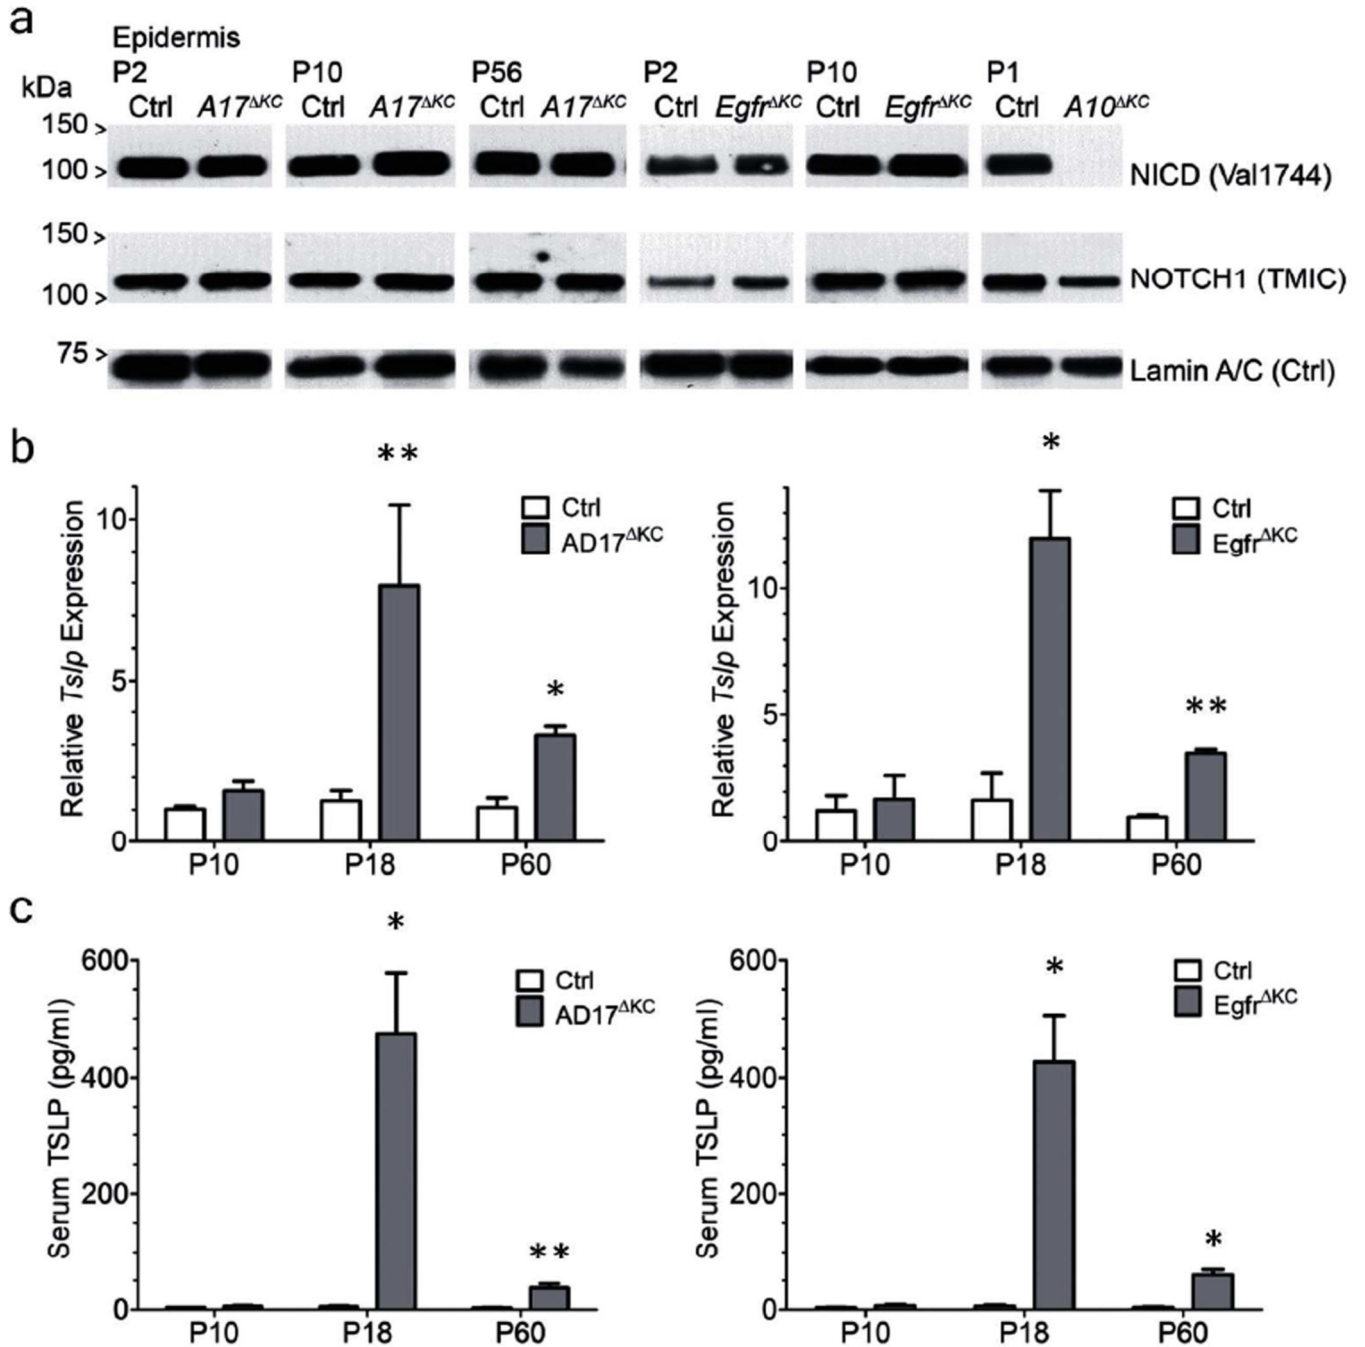 a
Epidermis
P2 P10 P56 P2 P10 P1
kDa Ctrl A17ΔKC Ctrl A17ΔKC Ctrl A17ΔKC Ctrl EgfrΔKC Ctrl EgfrΔKC Ctrl A10ΔKC
150 >
100 > NICD (Val1744)
150 >
100 > NOTCH1 (TMIC)
75 > Lamin A/C (Ctrl)
b
** *
Relative Tslp Expression
10
5
0
Ctrl
AD17ΔKC
*
P10 P18 P60
Relative Tslp Expression
10
5
0
Ctrl
EgfrΔKC
**
P10 P18 P60
c
*
Serum TSLP (pg/ml)
600
400
200
0
Ctrl
AD17ΔKC
**
P10 P18 P60
*
Serum TSLP (pg/ml)
600
400
200
0
Ctrl
EgfrΔKC
*
P10 P18 P60